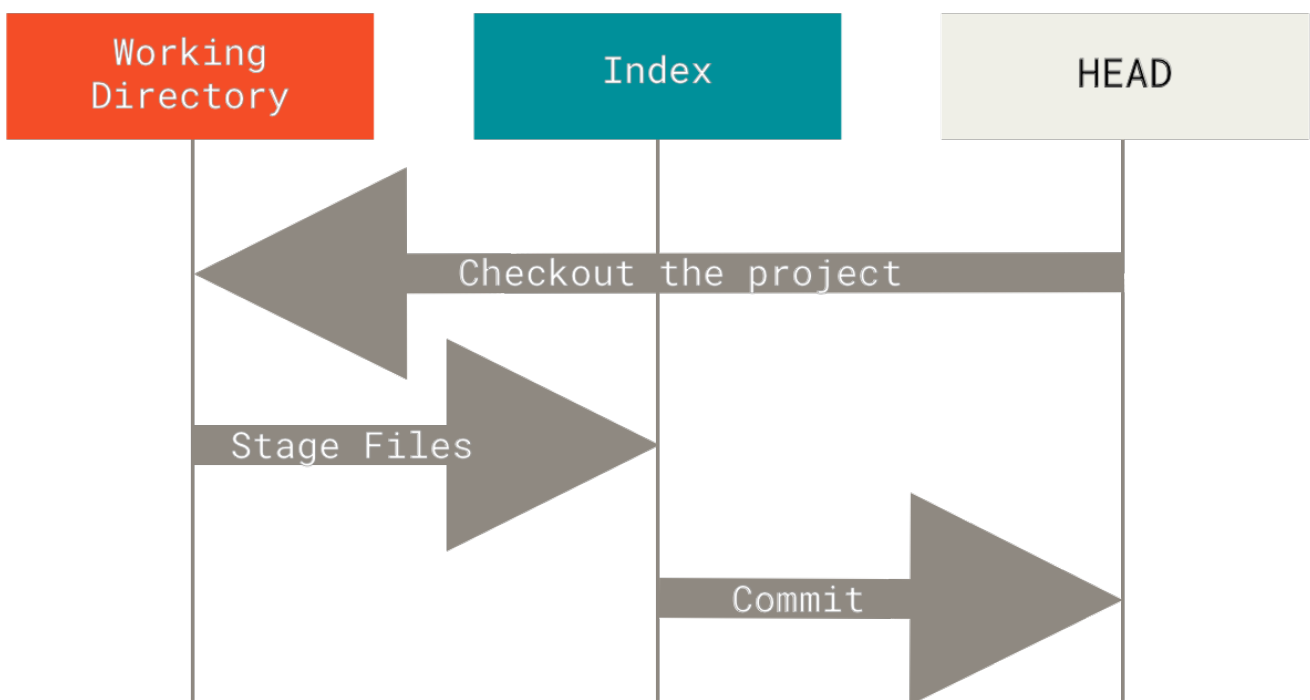 Working
Directory
Index
HEAD
Checkout the project
Stage Files
Commit